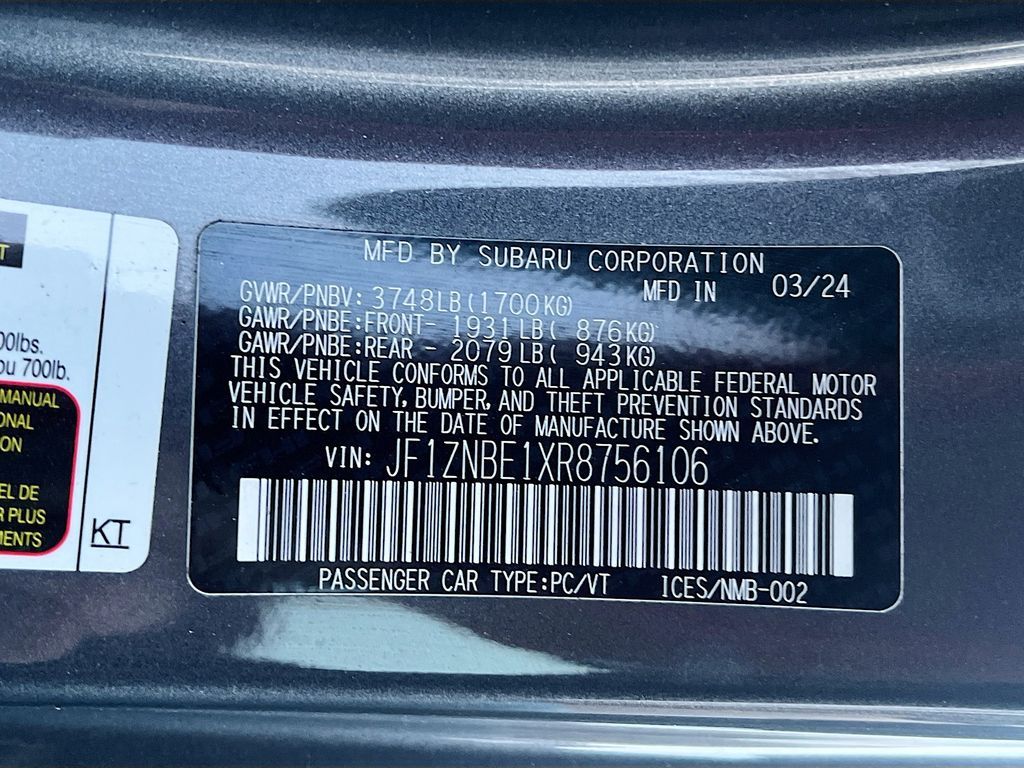 T
00lbs.
ou 700lb.
MANUAL
ONAL
ON
EL DE
R PLUS
MENTS
KT
MFD BY SUBARU CORPORATION
GVWR/PNBV: 3748LB(1700KG) MFD IN 03/24
GAWR/PNBE:FRONT- 1931LB( 876KG)
GAWR/PNBE:REAR - 2079LB( 943KG)
THIS VEHICLE CONFORMS TO ALL APPLICABLE FEDERAL MOTOR
VEHICLE SAFETY, BUMPER, AND THEFT PREVENTION STANDARDS
IN EFFECT ON THE DATE OF MANUFACTURE SHOWN ABOVE.
VIN: JF1ZNBE1XR8756106
PASSENGER CAR TYPE:PC/VT ICES/NMB-002